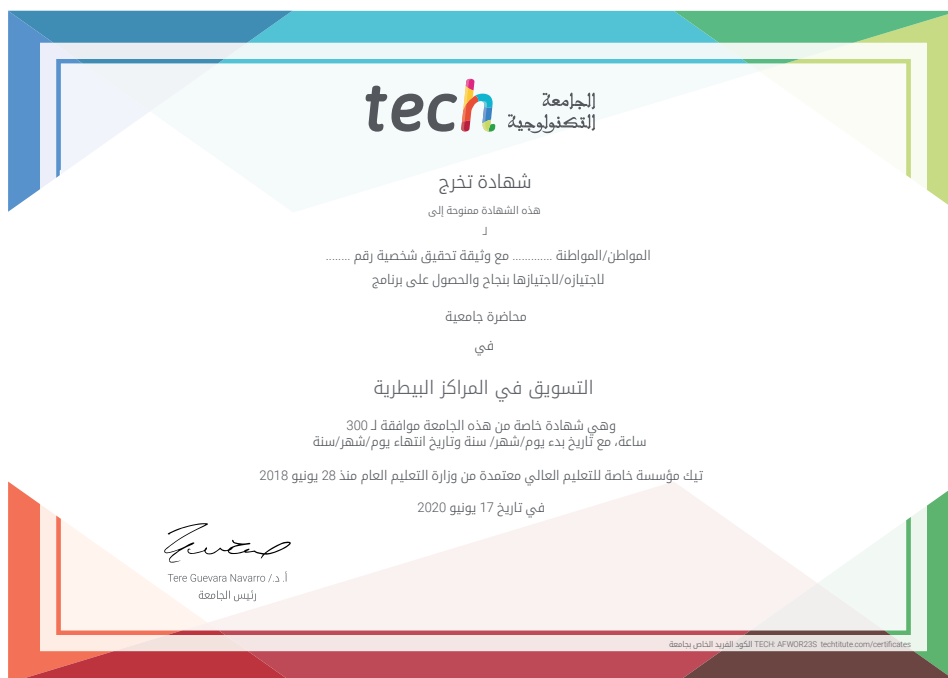 tech
الجامعة
التكنولوجية
شهادة تخرج
هذه الشهادة ممنوحة إلى
لـ
المواطن/المواطنة ............ مع وثيقة تحقيق شخصية رقم ........
لاجتيازه/لاجتيازها بنجاح والحصول على برنامج
محاضرة جامعية
في
التسويق في المراكز البيطرية
وهي شهادة خاصة من هذه الجامعة موافقة لـ 300
ساعة، مع تاريخ بدء يوم/شهر/ سنة وتاريخ انتهاء يوم/شهر/سنة
تيك مؤسسة خاصة للتعليم العالي معتمدة من وزارة التعليم العام منذ 28 يونيو 2018
في تاريخ 17 يونيو 2020
أ. د./ Tere Guevara Navarro
رئيس الجامعة
الكود الفريد الخاص بجامعة TECH: AFWOR23S techtitute.com/certificates